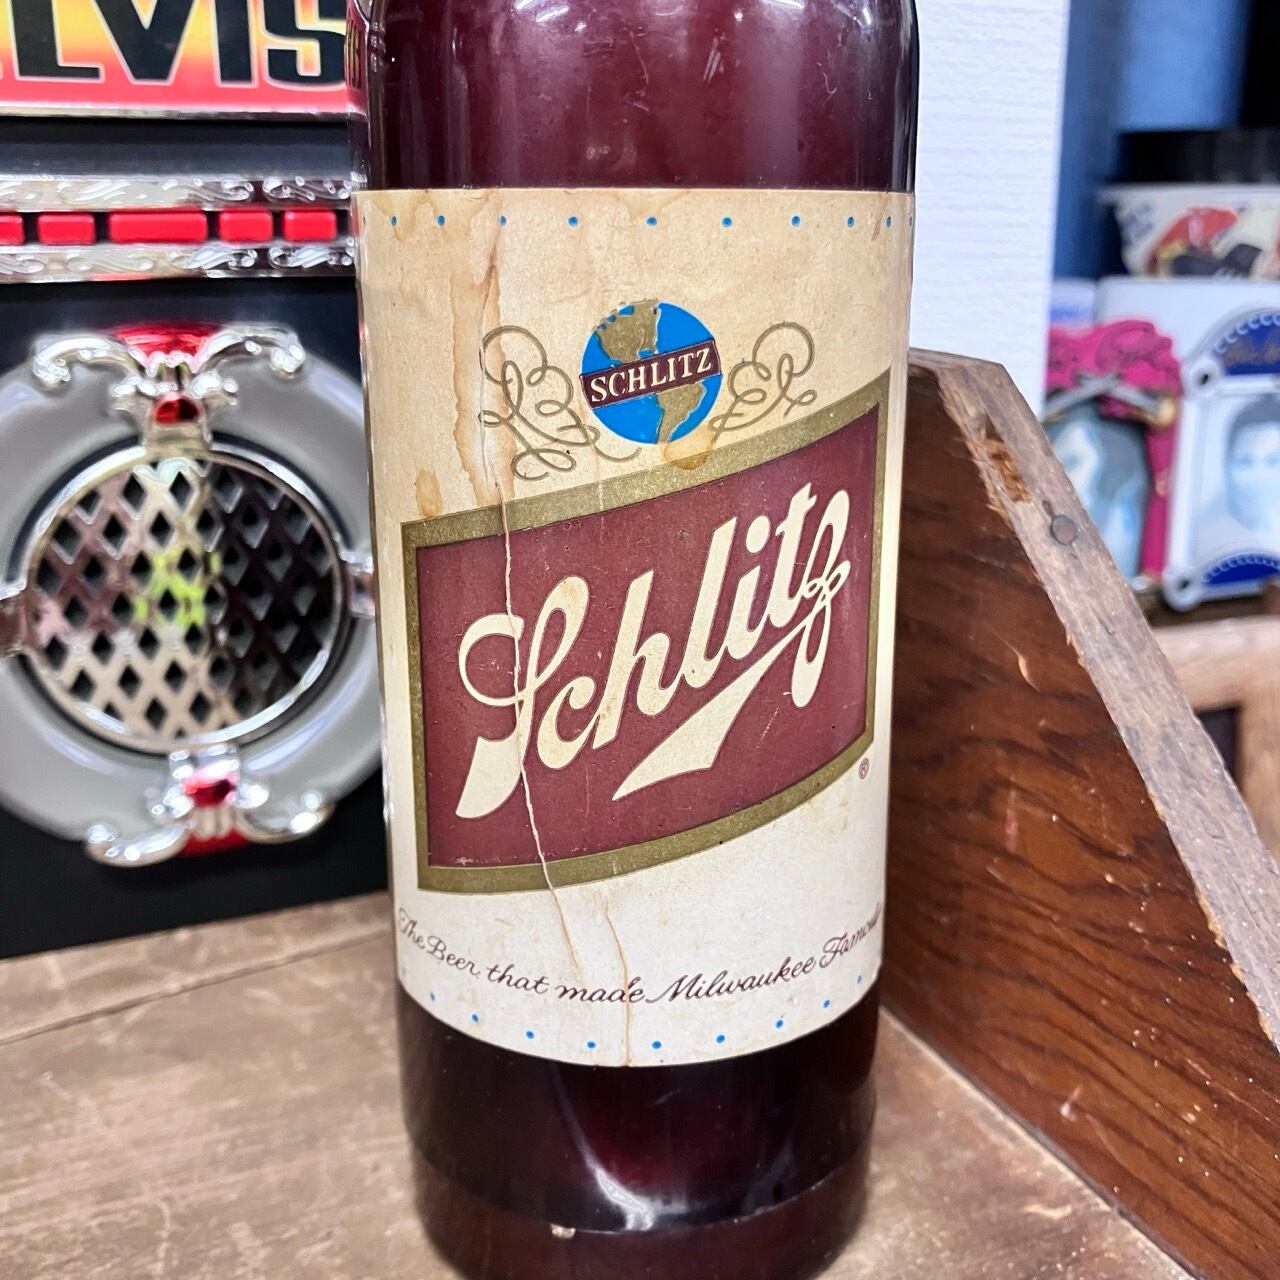 ELVIS
SCHLITZ
Schlitz
®
The Beer that made Milwaukee Famous